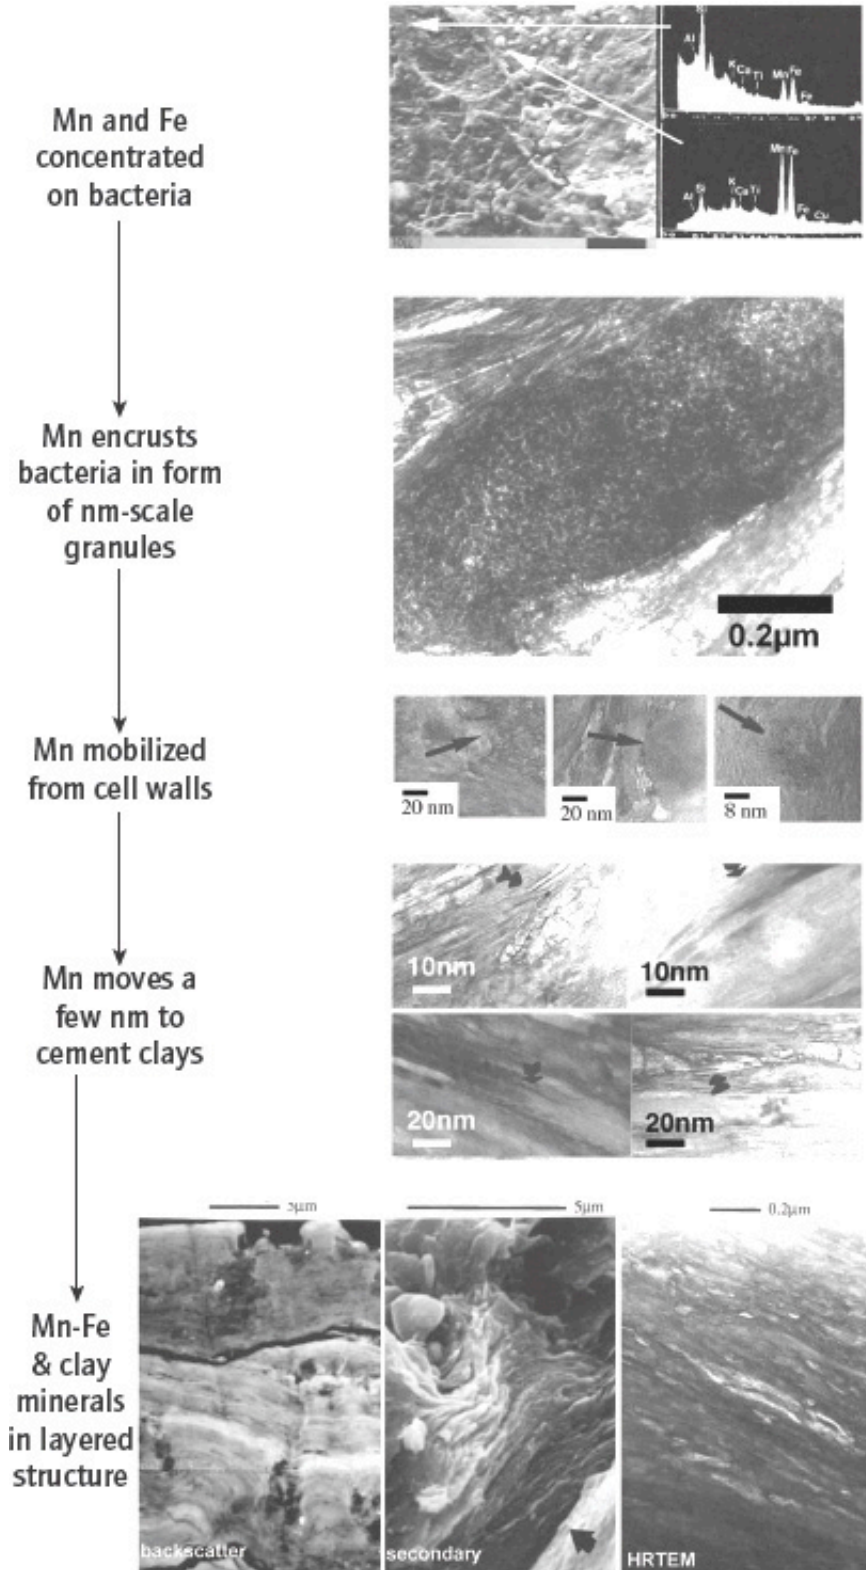 Al
Si
K
Ca
Ti
Mn
Fe
Fe
Mn and Fe
concentrated
on bacteria
Mn
Fe
Al
Si
K
Ca
Ti
Fe
Cu
Mn encrusts
bacteria in form
of nm-scale
granules
0.2µm
Mn mobilized
from cell walls
20 nm
20 nm
8 nm
Mn moves a
few nm to
cement clays
10nm
10nm
20nm
20nm
5µm
5µm
0.2µm
Mn-Fe
& clay
minerals
in layered
structure
backscatter
secondary
HRTEM